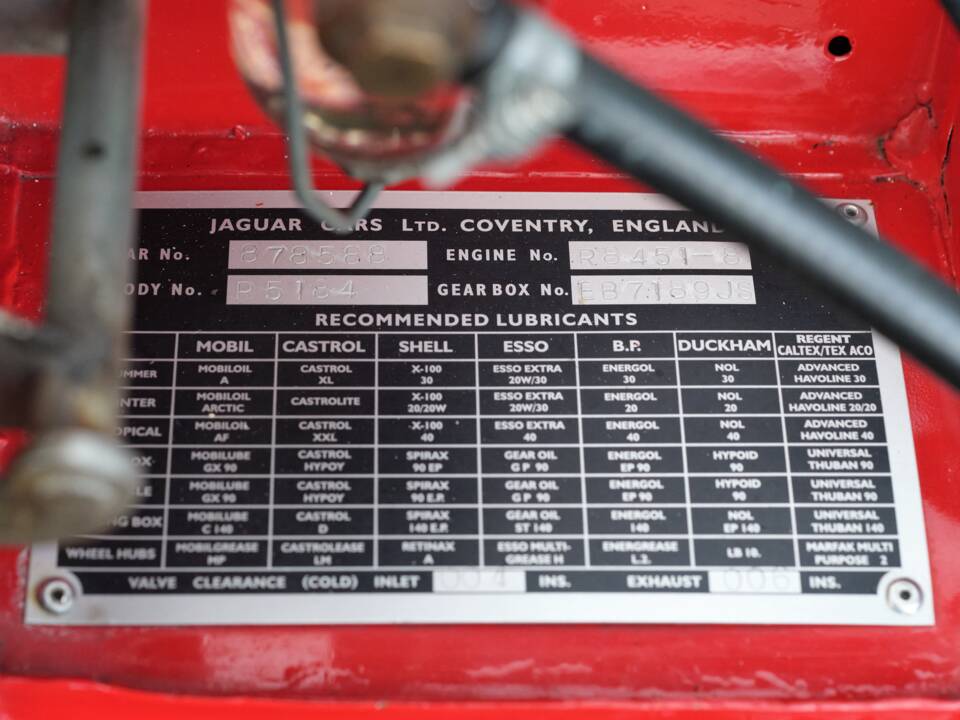 JAGUAR CARS LTD. COVENTRY, ENGLAND
AR No. 878588 ENGINE No. R8451-8
ODY No. P5184 GEARBOX No. EB7189JS
RECOMMENDED LUBRICANTS
MOBIL CASTROL SHELL ESSO B.P. DUCKHAM REGENT CALTEX/TEX ACO
MMER MOBILOIL A CASTROL XL X-100 30 ESSO EXTRA 20W/30 ENERGOL 30 NOL 30 ADVANCED HAVOLINE 30
NTER MOBILOIL ARCTIC CASTROLITE X-100 20/20W ESSO EXTRA 20W/30 ENERGOL 20 NOL 20 ADVANCED HAVOLINE 20/20
OPICAL MOBILOIL AF CASTROL XXL X-100 40 ESSO EXTRA 40 ENERGOL 40 NOL 40 ADVANCED HAVOLINE 40
OX MOBILUBE GX 90 CASTROL HYPOY SPIRAX 90 EP GEAR OIL GP 90 ENERGOL EP 90 HYPOID 90 UNIVERSAL THUBAN 90
LE MOBILUBE GX 90 CASTROL HYPOY SPIRAX 90 E.P. GEAR OIL GP 90 ENERGOL EP 90 HYPOID 90 UNIVERSAL THUBAN 90
NG BOX MOBILUBE C 140 CASTROL D SPIRAX 140 E.P. GEAR OIL ST 140 ENERGOL 140 NOL EP 140 UNIVERSAL THUBAN 140
WHEEL HUBS MOBILGREASE MP CASTROLEASE LM RETINAX A ESSO MULTI-GREASE H ENERGREASE L.2. LB 10. MARFAK MULTI PURPOSE 2
VALVE CLEARANCE (COLD) INLET 004 INS. EXHAUST 006 INS.